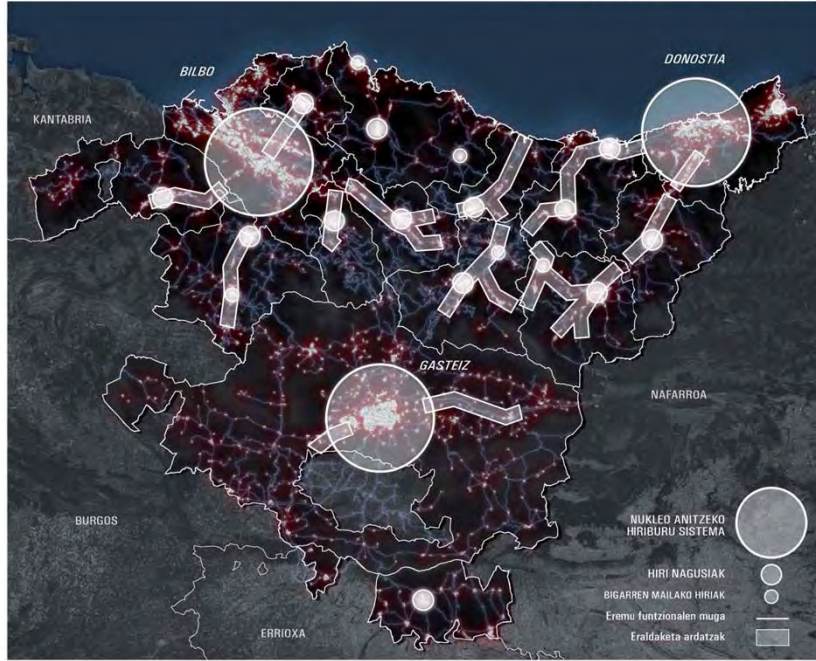 BILBO
DONOSTIA
KANTABRIA
GASTEIZ
NAFARROA
BURGOS
ERRIOXA
NUKLEO ANITZEKO
HIRIBURU SISTEMA
HIRI NAGUSIAK
BIGARREN MAILAKO HIRIAK
Eremu funtzionalen muga
Eraldaketa ardatzak